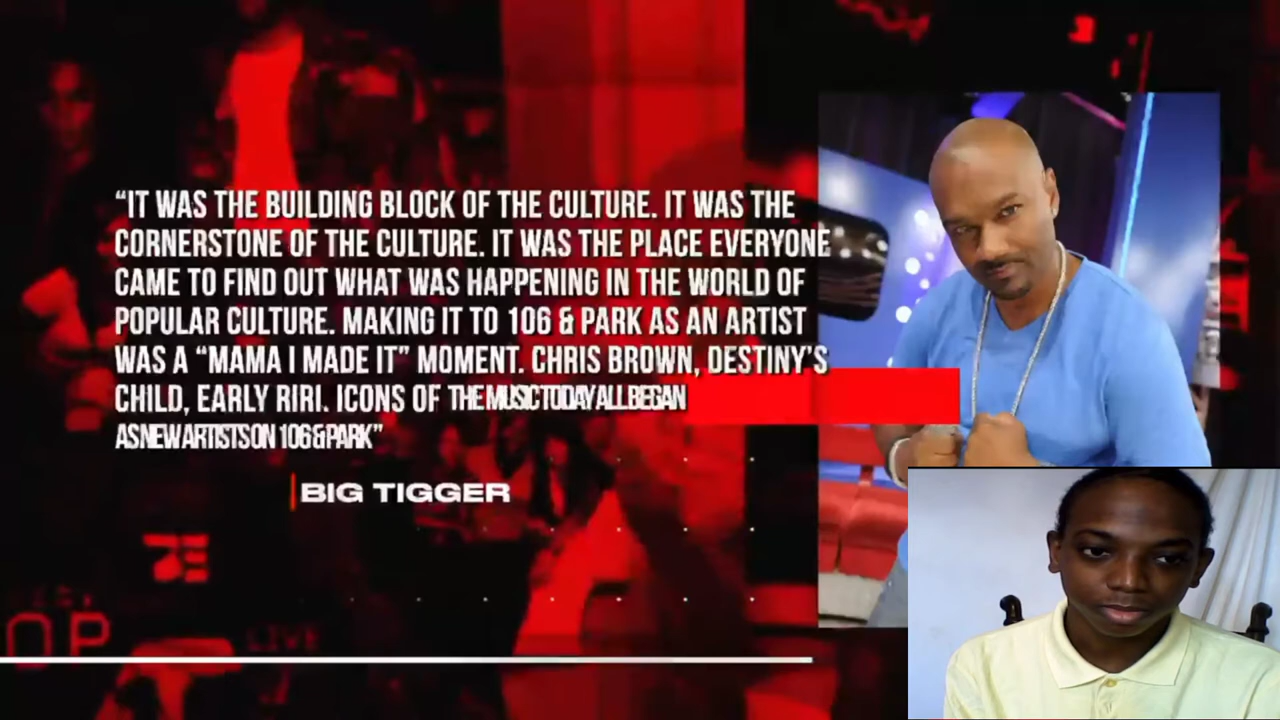 “IT WAS THE BUILDING BLOCK OF THE CULTURE. IT WAS THE
CORNERSTONE OF THE CULTURE. IT WAS THE PLACE EVERYONE
CAME TO FIND OUT WHAT WAS HAPPENING IN THE WORLD OF
POPULAR CULTURE. MAKING IT TO 106 & PARK AS AN ARTIST
WAS A “MAMA I MADE IT” MOMENT. CHRIS BROWN, DESTINY’S
CHILD, EARLY RIRI. ICONS OF THE MUSIC TODAY ALL BEGAN
AS NEW ARTISTS ON 106 & PARK”
BIG TIGGER
OP
LIVE